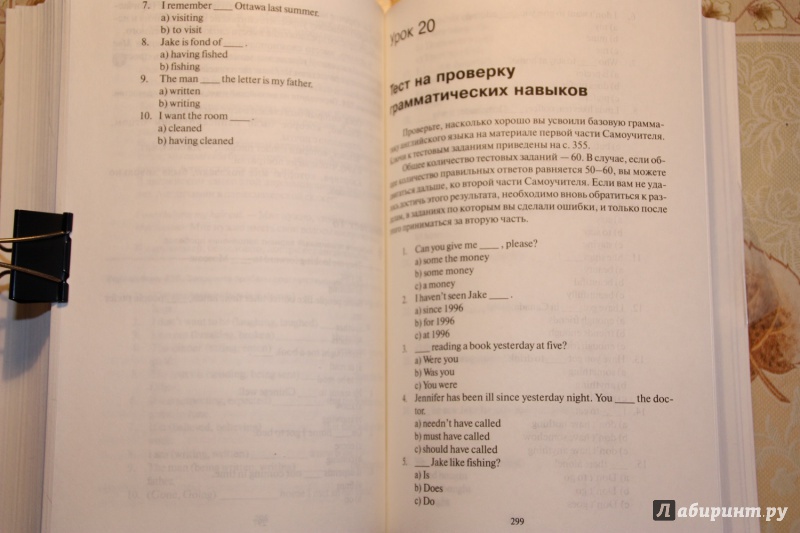 7. I remember ____ Ottawa last summer.
a) visiting
b) to visit
8. Jake is fond of ____ .
a) having fished
b) fishing
9. The man ____ the letter is my father.
a) written
b) writing
10. I want the room ____ .
a) cleaned
b) having cleaned
Урок 20
Тест на проверку
грамматических навыков
Проверьте, насколько хорошо вы усвоили базовую грамма-
английского языка на материале первой части Самоучителя.
Ключи к тестовым заданиям приведены на с. 355.
Общее количество тестовых заданий — 60. В случае, если об-
количество правильных ответов равняется 50–60, вы можете
дальше, ко второй части Самоучителя. Если вам не уда-
достичь этого результата, необходимо вновь обратиться к раз-
в заданиях по которым вы сделали ошибки, и только после
приниматься за вторую часть.
1. Can you give me ____ , please?
a) some the money
b) some money
c) a money
2. I haven't seen Jake ____ .
a) since 1996
b) for 1996
c) at 1996
3. ____ reading a book yesterday at five?
a) Were you
b) Was you
c) You were
4. Jennifer has been ill since yesterday night. You ____ the doc-
tor.
a) needn't have called
b) must have called
c) should have called
5. ____ Jake like fishing?
a) Is
b) Does
c) Do
299
Лабиринт.ру